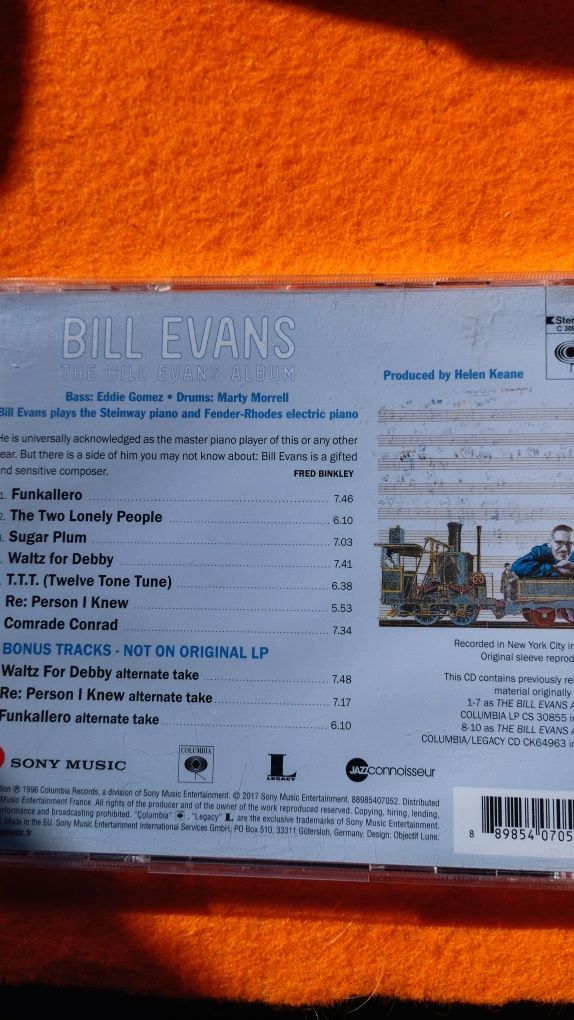 BILL EVANS
THE BILL EVANS ALBUM
Bass: Eddie Gomez • Drums: Marty Morrell
Bill Evans plays the Steinway piano and Fender-Rhodes electric piano
He is universally acknowledged as the master piano player of this or any other
ear. But there is a side of him you may not know about: Bill Evans is a gifted
nd sensitive composer.
FRED BINKLEY
1. Funkallero 7.46
2. The Two Lonely People 6.10
3. Sugar Plum 7.03
Waltz for Debby 7.41
T.T.T. (Twelve Tone Tune) 6.38
Re: Person I Knew 5.53
Comrade Conrad 7.34
BONUS TRACKS - NOT ON ORIGINAL LP
Waltz For Debby alternate take 7.48
Re: Person I Knew alternate take 7.17
Funkallero alternate take 6.10
Produced by Helen Keane
Ster
C 308
Recorded in New York City in
Original sleeve reprod
This CD contains previously rel
material originally
1-7 as THE BILL EVANS A
COLUMBIA LP CS 30855 in
8-10 as THE BILL EVANS A
COLUMBIA/LEGACY CD CK64963 in
SONY MUSIC
COLUMBIA
L
LEGACY
JAZZconnoisseur
tion ℗ 1996 Columbia Records, a division of Sony Music Entertainment. © 2017 Sony Music Entertainment. 88985407052. Distributed
Music Entertainment France. All rights of the producer and of the owner of the work reproduced reserved. Copying, hiring, lending,
rformance and broadcasting prohibited. "Columbia" , "Legacy" L are the exclusive trademarks of Sony Music Entertainment.
. Made in the EU. Sony Music Entertainment International Services GmbH, PO Box 510, 33311 Gütersloh, Germany. Design: Objectif Lune.
ymusic.fr
8 89854 0705